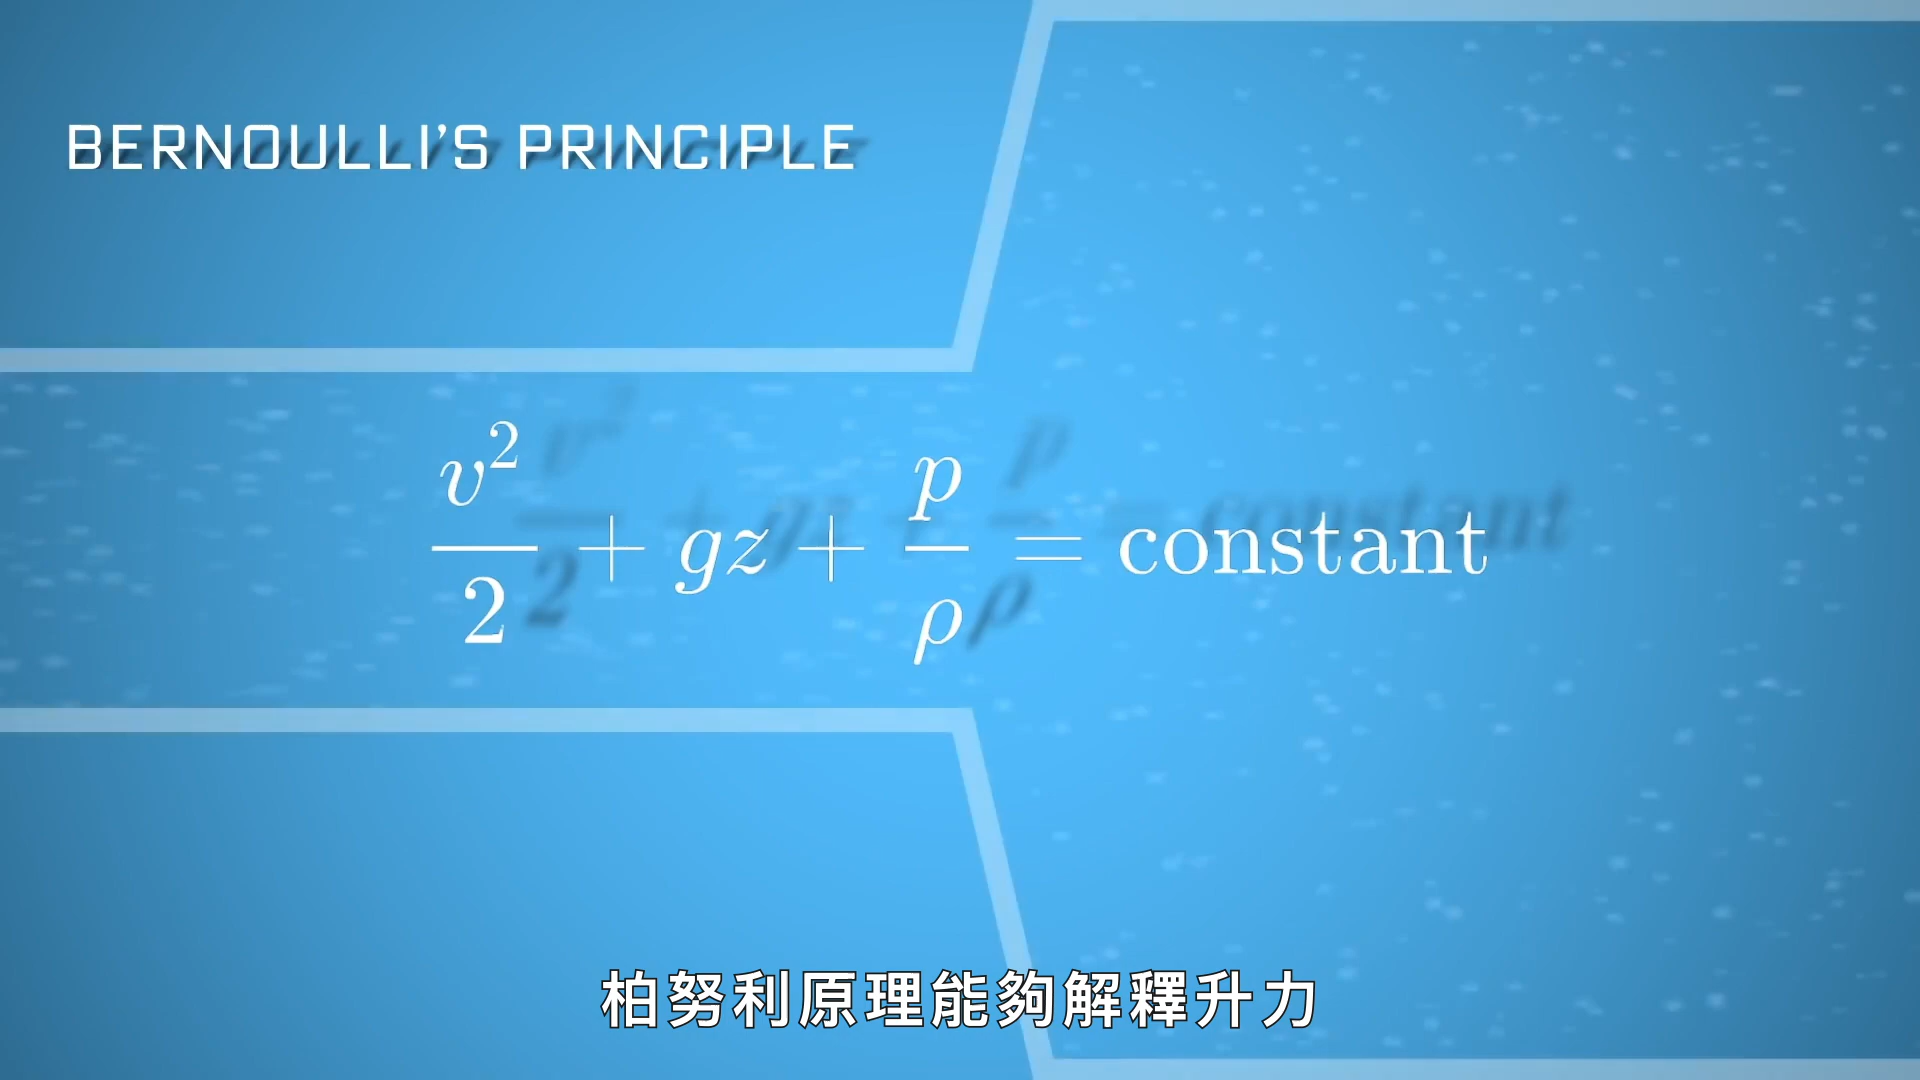 BERNOULLI'S PRINCIPLE
v²/2 + gz + p/ρ = constant
柏努利原理能夠解釋升力